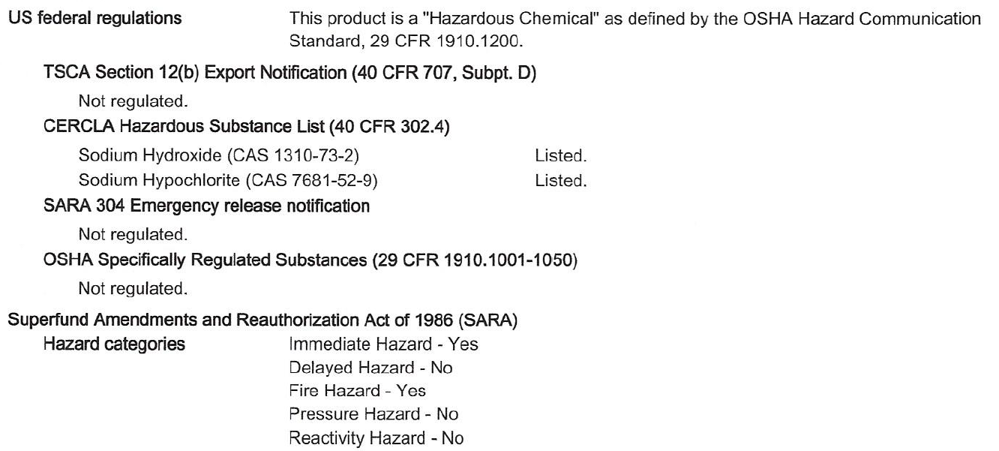 US federal regulations This product is a "Hazardous Chemical" as defined by the OSHA Hazard Communication
Standard, 29 CFR 1910.1200.
TSCA Section 12(b) Export Notification (40 CFR 707, Subpt. D)
Not regulated.
CERCLA Hazardous Substance List (40 CFR 302.4)
Sodium Hydroxide (CAS 1310-73-2) Listed.
Sodium Hypochlorite (CAS 7681-52-9) Listed.
SARA 304 Emergency release notification
Not regulated.
OSHA Specifically Regulated Substances (29 CFR 1910.1001-1050)
Not regulated.
Superfund Amendments and Reauthorization Act of 1986 (SARA)
Hazard categories Immediate Hazard - Yes
Delayed Hazard - No
Fire Hazard - Yes
Pressure Hazard - No
Reactivity Hazard - No